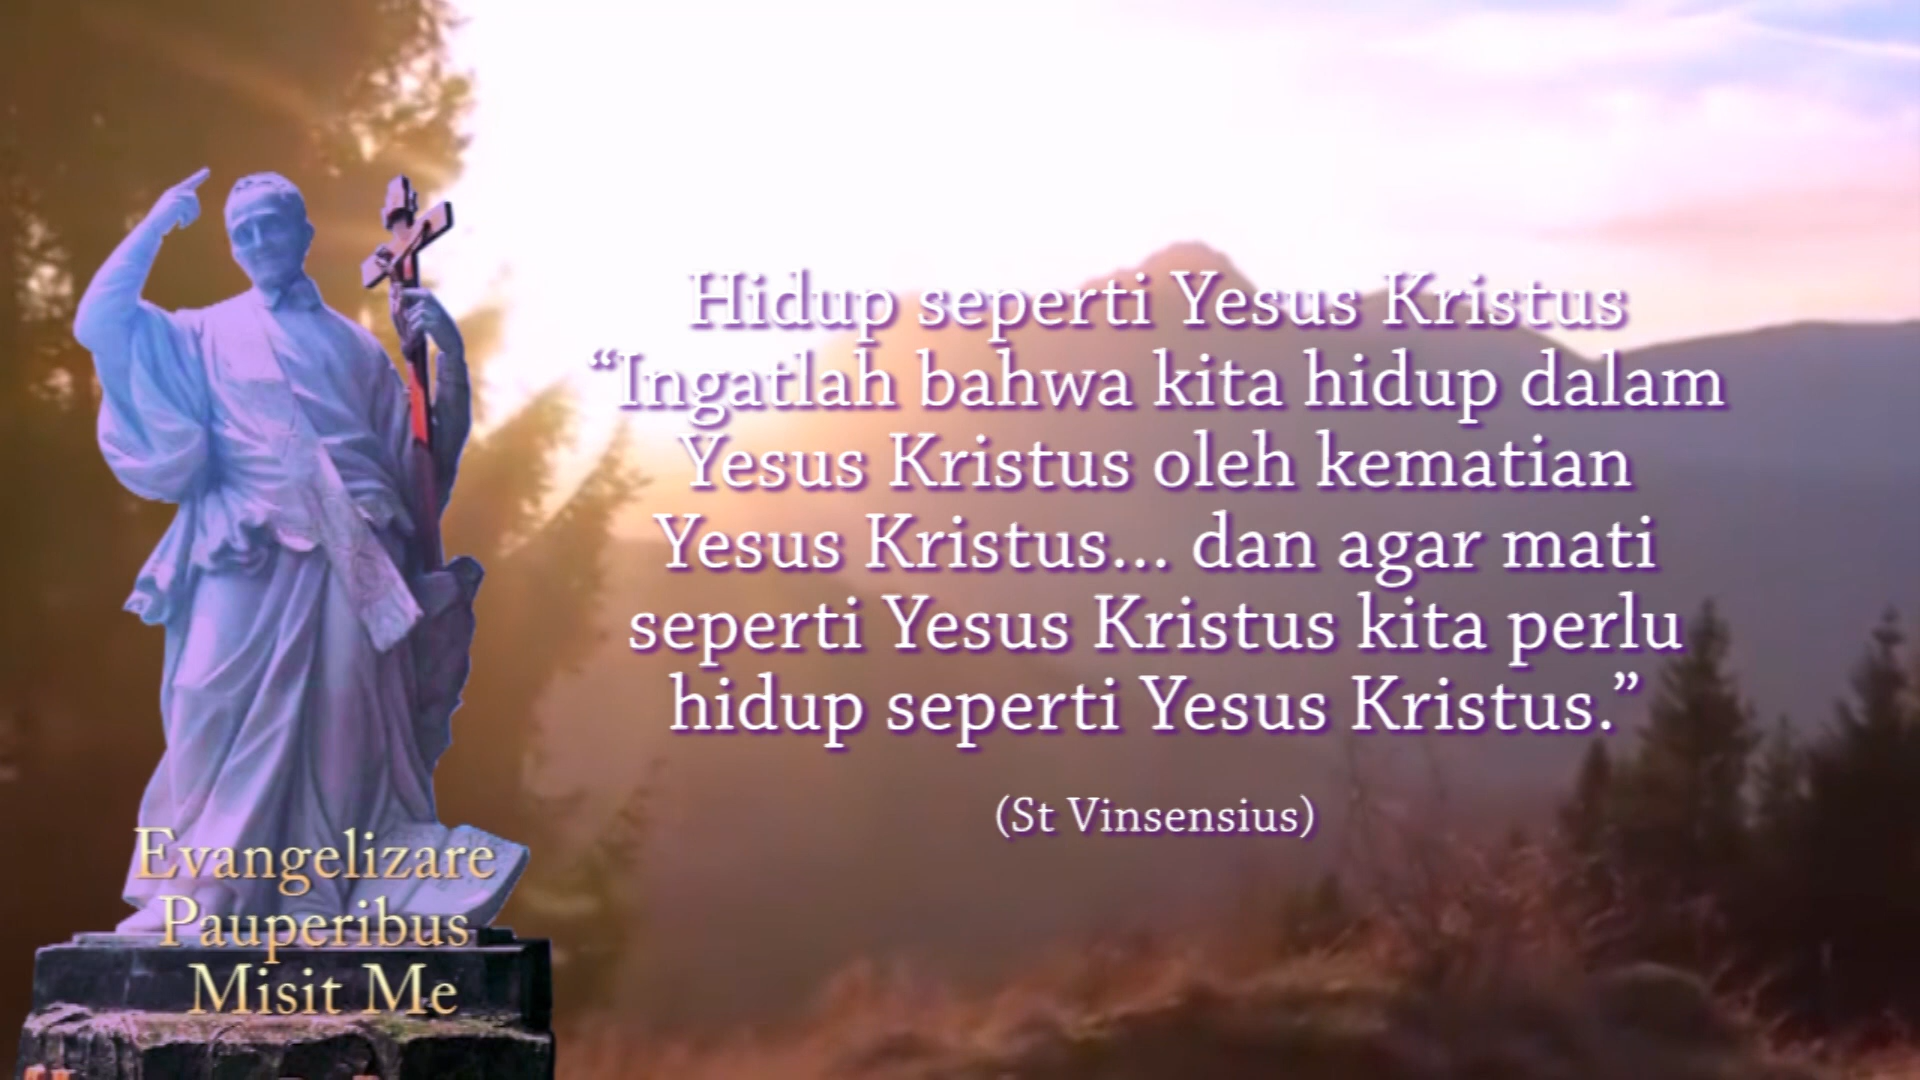 Hidup seperti Yesus Kristus
“Ingatlah bahwa kita hidup dalam
Yesus Kristus oleh kematian
Yesus Kristus... dan agar mati
seperti Yesus Kristus kita perlu
hidup seperti Yesus Kristus.”
(St Vinsensius)
Evangelizare
Pauperibus
Misit Me